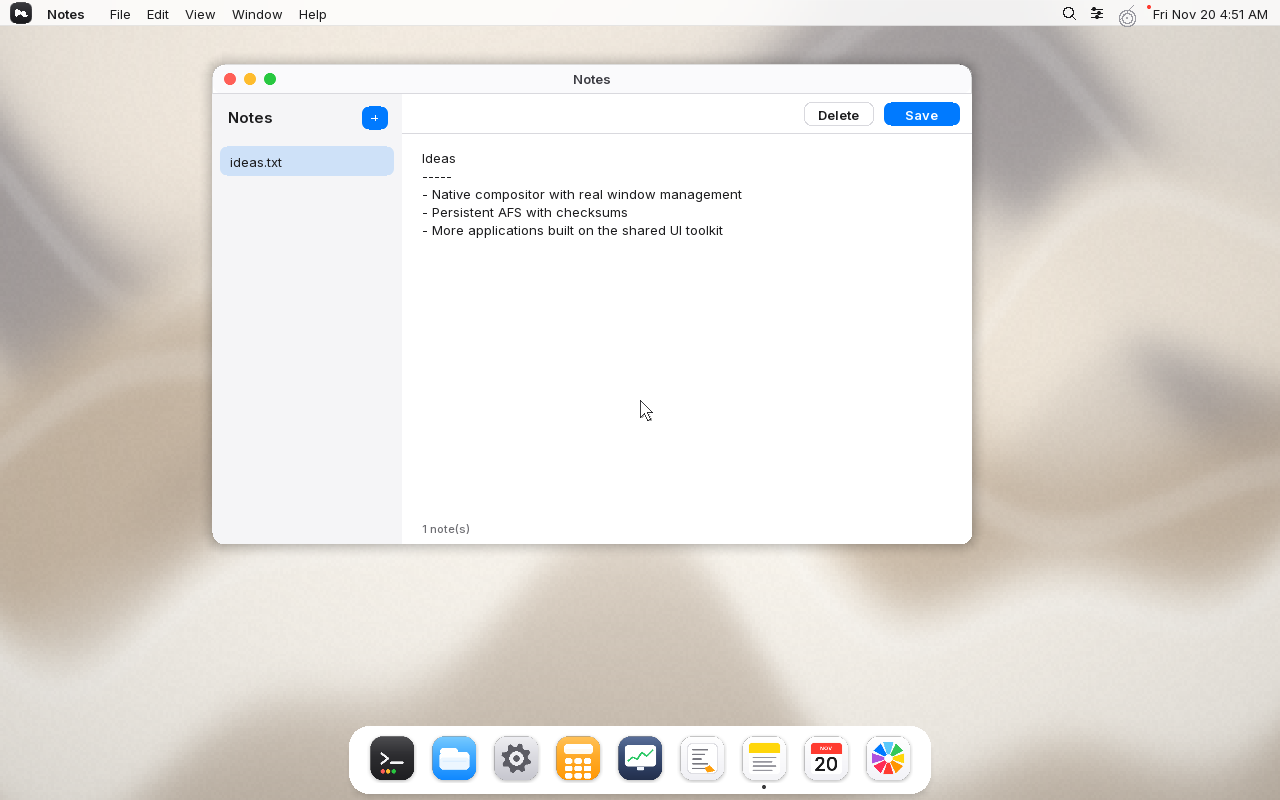 Notes File Edit View Window Help Fri Nov 20 4:51 AM
Notes
Notes +
Delete Save
ideas.txt
Ideas
-----
- Native compositor with real window management
- Persistent AFS with checksums
- More applications built on the shared UI toolkit
1 note(s)
NOV
20